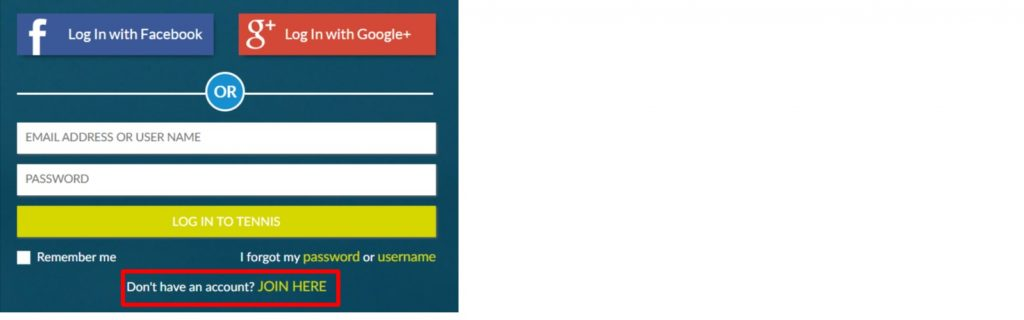 f Log In with Facebook
g+ Log In with Google+
OR
EMAIL ADDRESS OR USER NAME
PASSWORD
LOG IN TO TENNIS
Remember me I forgot my password or username
Don't have an account? JOIN HERE